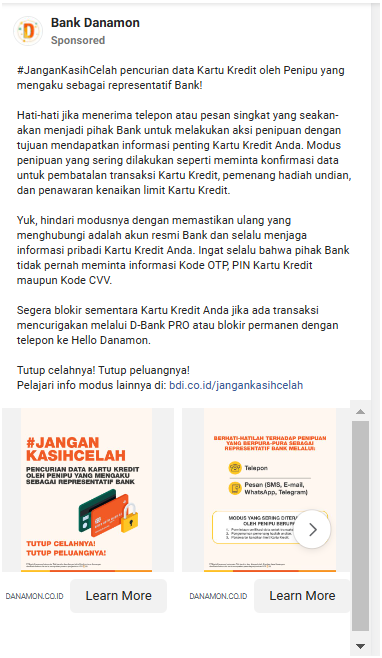 Bank Danamon
Sponsored
#JanganKasihCelah pencurian data Kartu Kredit oleh Penipu yang
mengaku sebagai representatif Bank!
Hati-hati jika menerima telepon atau pesan singkat yang seakan-
akan menjadi pihak Bank untuk melakukan aksi penipuan dengan
tujuan mendapatkan informasi penting Kartu Kredit Anda. Modus
penipuan yang sering dilakukan seperti meminta konfirmasi data
untuk pembatalan transaksi Kartu Kredit, pemenang hadiah undian,
dan penawaran kenaikan limit Kartu Kredit.
Yuk, hindari modusnya dengan memastikan ulang yang
menghubungi adalah akun resmi Bank dan selalu menjaga
informasi pribadi Kartu Kredit Anda. Ingat selalu bahwa pihak Bank
tidak pernah meminta informasi Kode OTP, PIN Kartu Kredit
maupun Kode CVV.
Segera blokir sementara Kartu Kredit Anda jika ada transaksi
mencurigakan melalui D-Bank PRO atau blokir permanen dengan
telepon ke Hello Danamon.
Tutup celahnya! Tutup peluangnya!
Pelajari info modus lainnya di: bdi.co.id/jangankasihcelah
#JANGAN
KASIHCELAH
PENCURIAN DATA KARTU KREDIT
OLEH PENIPU YANG MENGAKU
SEBAGAI REPRESENTATIF BANK
TUTUP CELAHNYA!
TUTUP PELUANGNYA!
DANAMON.CO.ID
Learn More
BERHATI-HATILAH TERHADAP PENIPUAN
YANG BERPURA-PURA SEBAGAI
REPRESENTATIF BANK MELALUI:
Telepon
Pesan (SMS, E-mail,
WhatsApp, Telegram)
MODUS YANG SERING
OLEH PENIPU
DANAMON.CO.ID
Learn More